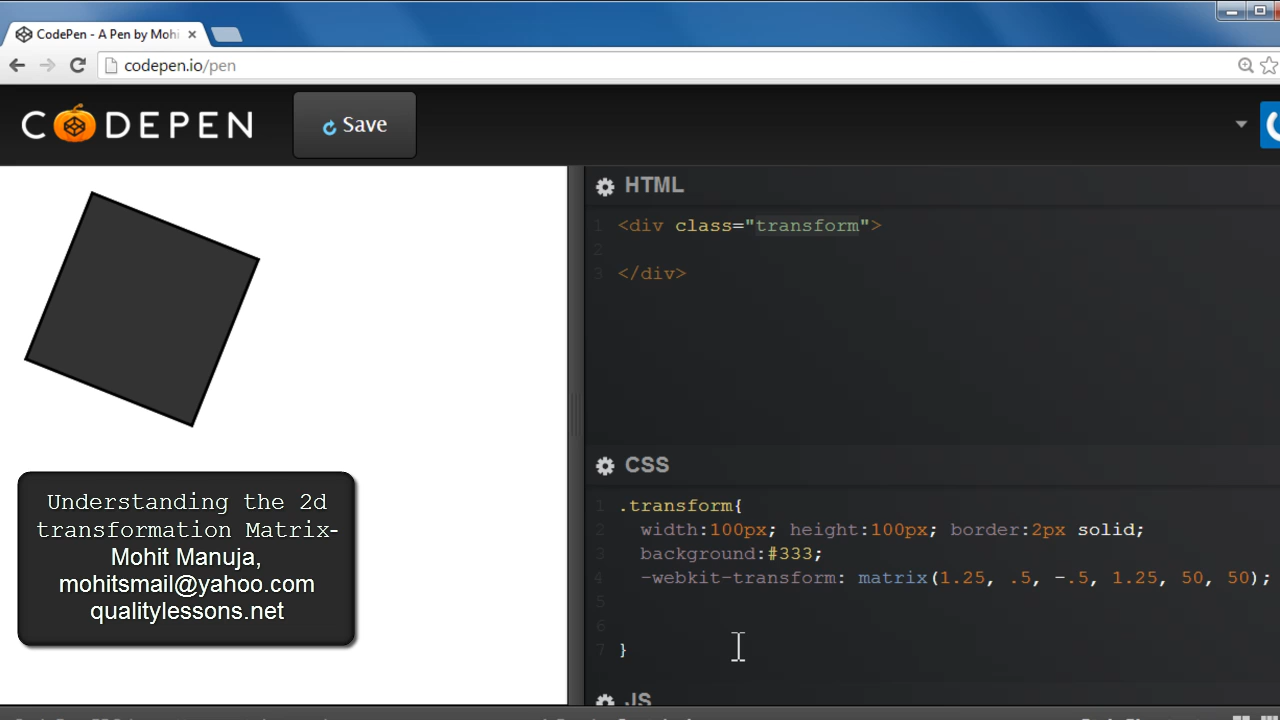 CodePen - A Pen by Mohi
codepen.io/pen
CODEPEN
Save
HTML
1 <div class="transform">
2
3 </div>
CSS
1 .transform{
2 width:100px; height:100px; border:2px solid;
3 background:#333;
4 -webkit-transform: matrix(1.25, .5, -.5, 1.25, 50, 50);
5
6
7 }
JS
Understanding the 2d
transformation Matrix-
Mohit Manuja,
mohitsmail@yahoo.com
qualitylessons.net